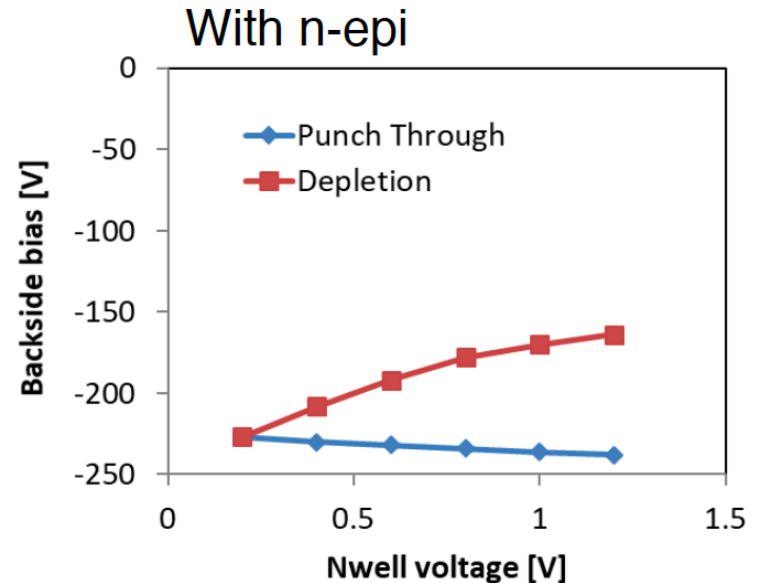 With n-epi
0
-50
-100
-150
-200
-250
Backside bias [V]
Punch Through
Depletion
0 0.5 1 1.5
Nwell voltage [V]